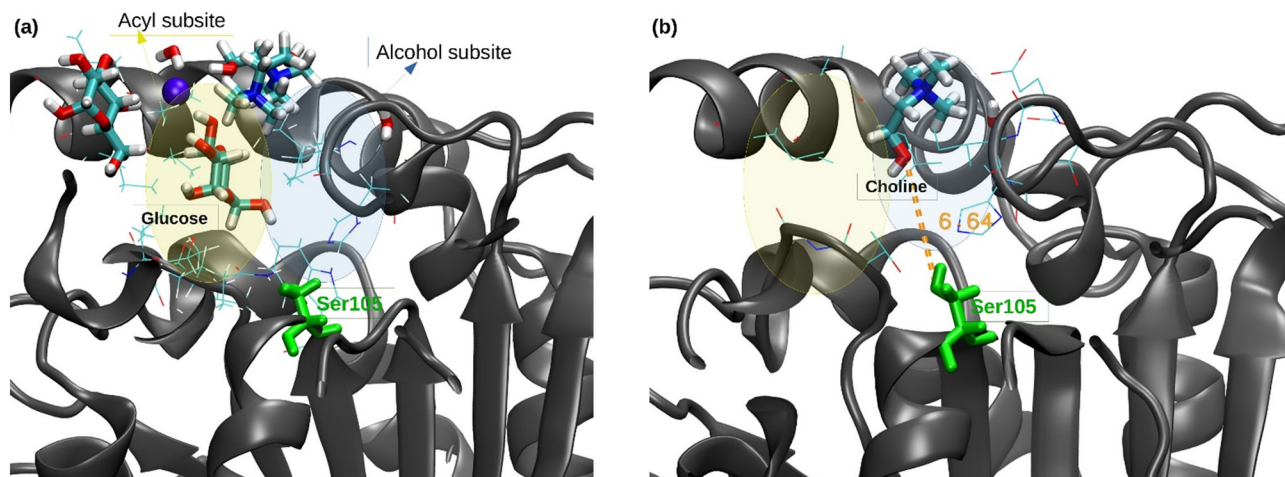 (a)
Acyl subsite
Alcohol subsite
Glucose
Ser105
(b)
Choline
6.64
Ser105